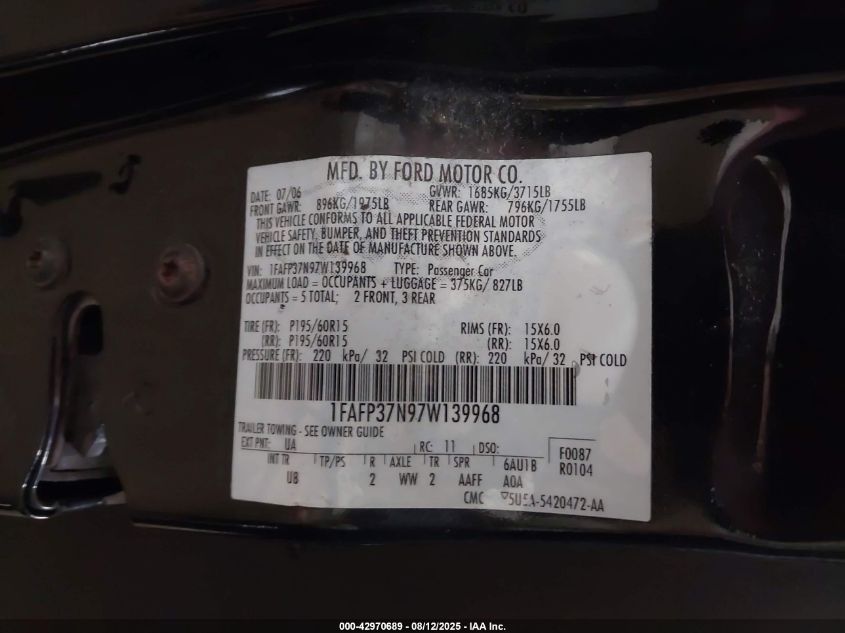 MFD. BY FORD MOTOR CO.
DATE: 07/06 GVWR: 1685KG/3715LB
FRONT GAWR: 896KG/1975LB REAR GAWR: 796KG/1755LB
THIS VEHICLE CONFORMS TO ALL APPLICABLE FEDERAL MOTOR
VEHICLE SAFETY, BUMPER, AND THEFT PREVENTION STANDARDS
IN EFFECT ON THE DATE OF MANUFACTURE SHOWN ABOVE.
VIN: 1FAFP37N97W139968 TYPE: Passenger Car
MAXIMUM LOAD = OCCUPANTS + LUGGAGE = 375KG/ 827LB
OCCUPANTS = 5 TOTAL; 2 FRONT, 3 REAR
TIRE (FR): P195/60R15 RIMS (FR): 15X6.0
(RR): P195/60R15 (RR): 15X6.0
PRESSURE (FR): 220 kPa/ 32 PSI COLD (RR): 220 kPa/ 32 PSI COLD
1FAFP37N97W139968
TRAILER TOWING - SEE OWNER GUIDE
EXT PNT: UA RC: 11 DSO: F0087
R0104
INT TR TP/PS R AXLE TR SPR 6AU1B
UB 2 WW 2 AAFF A0A
CMC 5U5A-5420472-AA
000-42970689 - 08/12/2025 - IAA Inc.